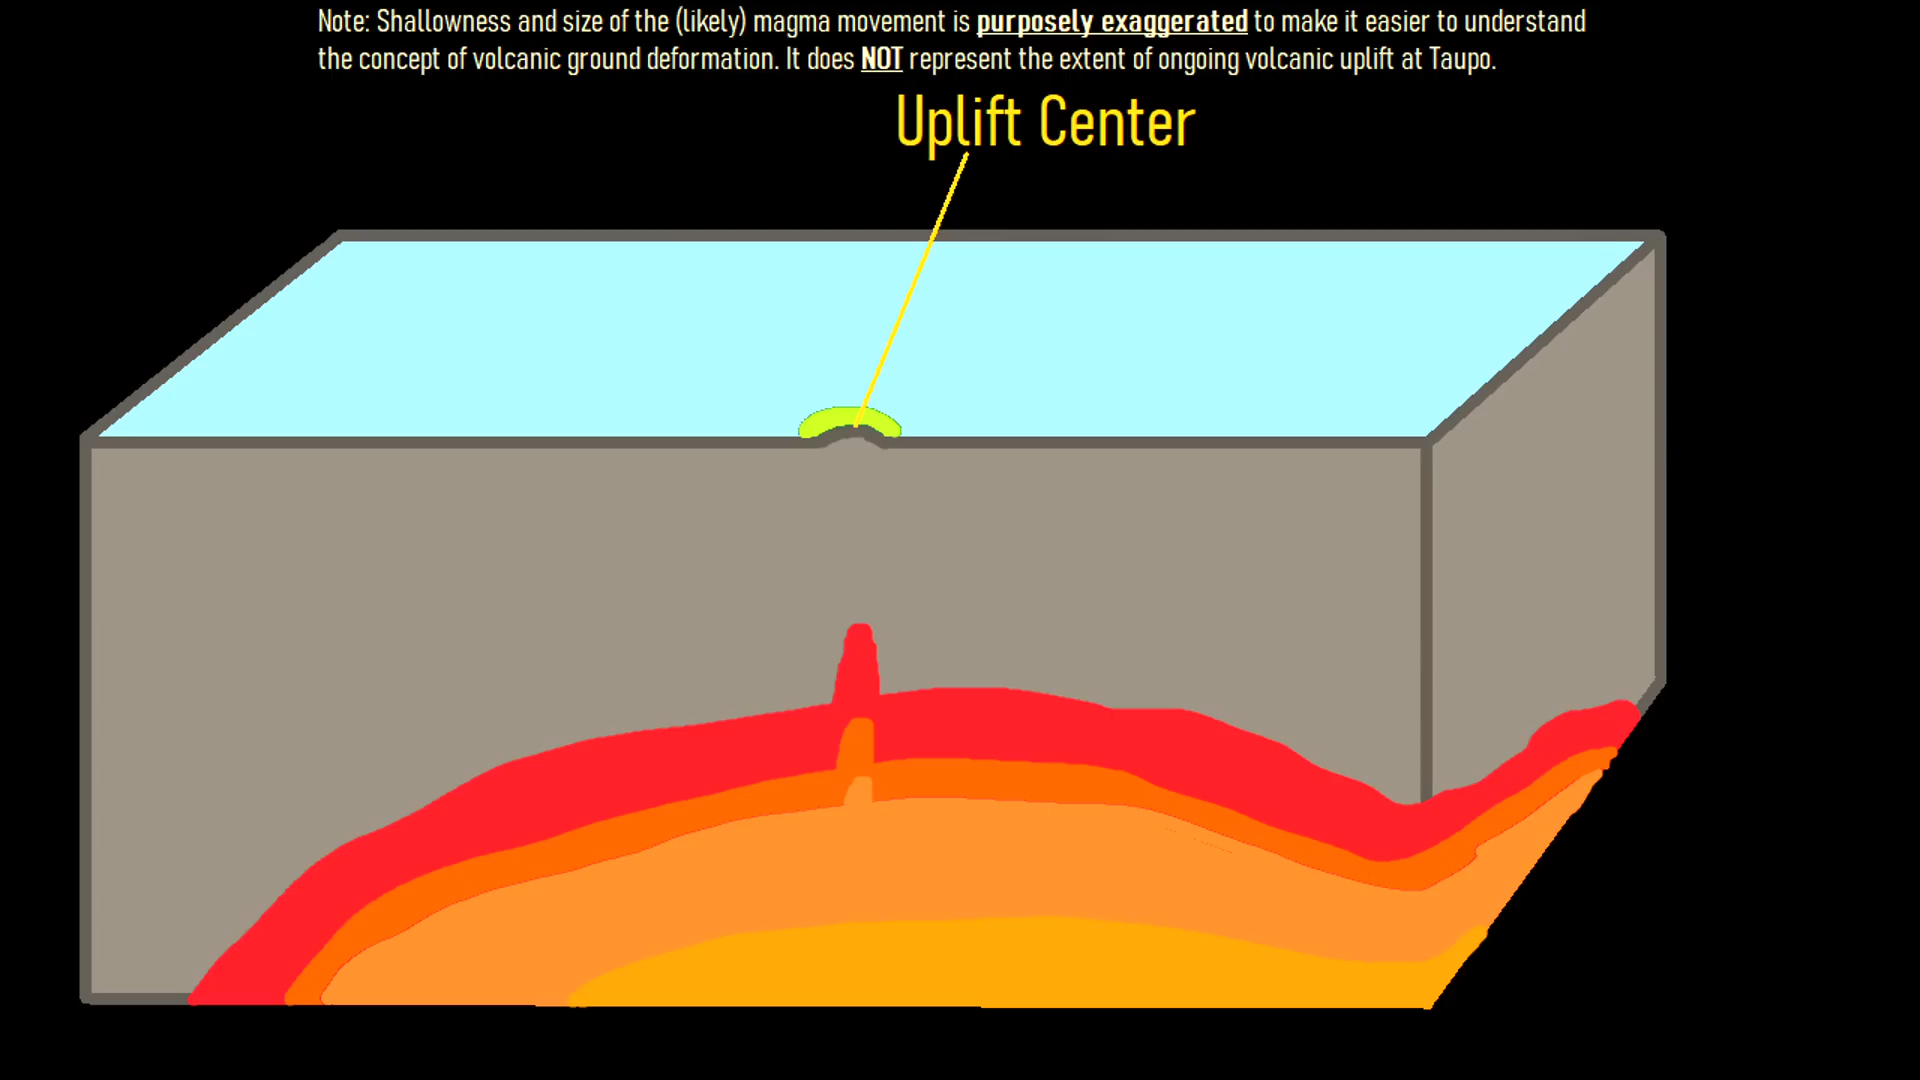 Note: Shallowness and size of the (likely) magma movement is purposely exaggerated to make it easier to understand
the concept of volcanic ground deformation. It does NOT represent the extent of ongoing volcanic uplift at Taupo.
Uplift Center